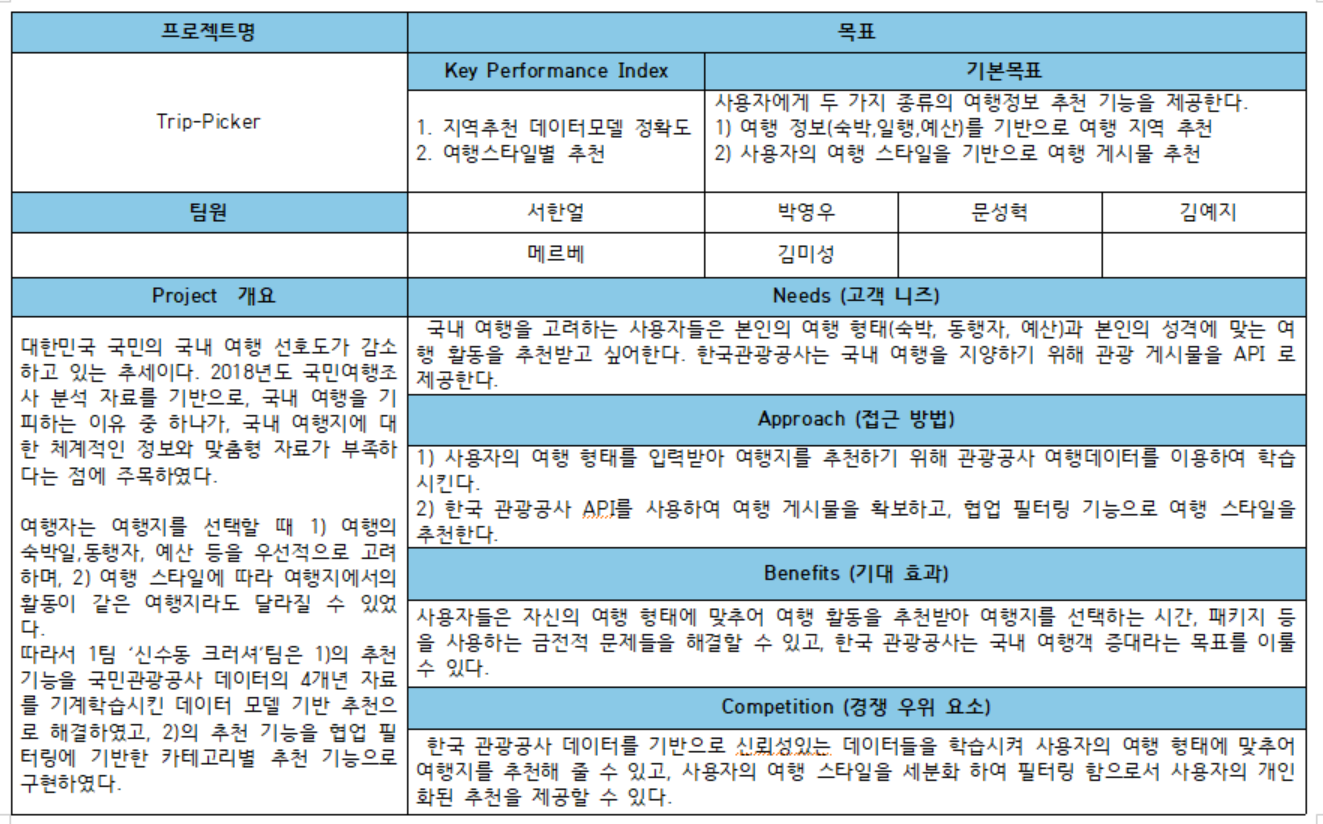 프로젝트명
목표
Key Performance Index
기본목표
Trip-Picker
1. 지역추천 데이터모델 정확도
2. 여행스타일별 추천
사용자에게 두 가지 종류의 여행정보 추천 기능을 제공한다.
1) 여행 정보(숙박,일행,예산)를 기반으로 여행 지역 추천
2) 사용자의 여행 스타일을 기반으로 여행 게시물 추천
팀원
서한얼
박영우
문성혁
김예지
메르베
김미성
Project 개요
대한민국 국민의 국내 여행 선호도가 감소
하고 있는 추세이다. 2018년도 국민여행조
사 분석 자료를 기반으로, 국내 여행을 기
피하는 이유 중 하나가, 국내 여행지에 대
한 체계적인 정보와 맞춤형 자료가 부족하
다는 점에 주목하였다.
여행자는 여행지를 선택할 때 1) 여행의
숙박일,동행자, 예산 등을 우선적으로 고려
하며, 2) 여행 스타일에 따라 여행지에서의
활동이 같은 여행지라도 달라질 수 있었
다.
따라서 1팀 ‘신수동 크러셔’팀은 1)의 추천
기능을 국민관광공사 데이터의 4개년 자료
를 기계학습시킨 데이터 모델 기반 추천으
로 해결하였고, 2)의 추천 기능을 협업 필
터링에 기반한 카테고리별 추천 기능으로
구현하였다.
Needs (고객 니즈)
국내 여행을 고려하는 사용자들은 본인의 여행 형태(숙박, 동행자, 예산)과 본인의 성격에 맞는 여
행 활동을 추천받고 싶어한다. 한국관광공사는 국내 여행을 지양하기 위해 관광 게시물을 API 로
제공한다.
Approach (접근 방법)
1) 사용자의 여행 형태를 입력받아 여행지를 추천하기 위해 관광공사 여행데이터를 이용하여 학습
시킨다.
2) 한국 관광공사 API를 사용하여 여행 게시물을 확보하고, 협업 필터링 기능으로 여행 스타일을
추천한다.
Benefits (기대 효과)
사용자들은 자신의 여행 형태에 맞추어 여행 활동을 추천받아 여행지를 선택하는 시간, 패키지 등
을 사용하는 금전적 문제들을 해결할 수 있고, 한국 관광공사는 국내 여행객 증대라는 목표를 이룰
수 있다.
Competition (경쟁 우위 요소)
한국 관광공사 데이터를 기반으로 신뢰성있는 데이터들을 학습시켜 사용자의 여행 형태에 맞추어
여행지를 추천해 줄 수 있고, 사용자의 여행 스타일을 세분화 하여 필터링 함으로서 사용자의 개인
화된 추천을 제공할 수 있다.